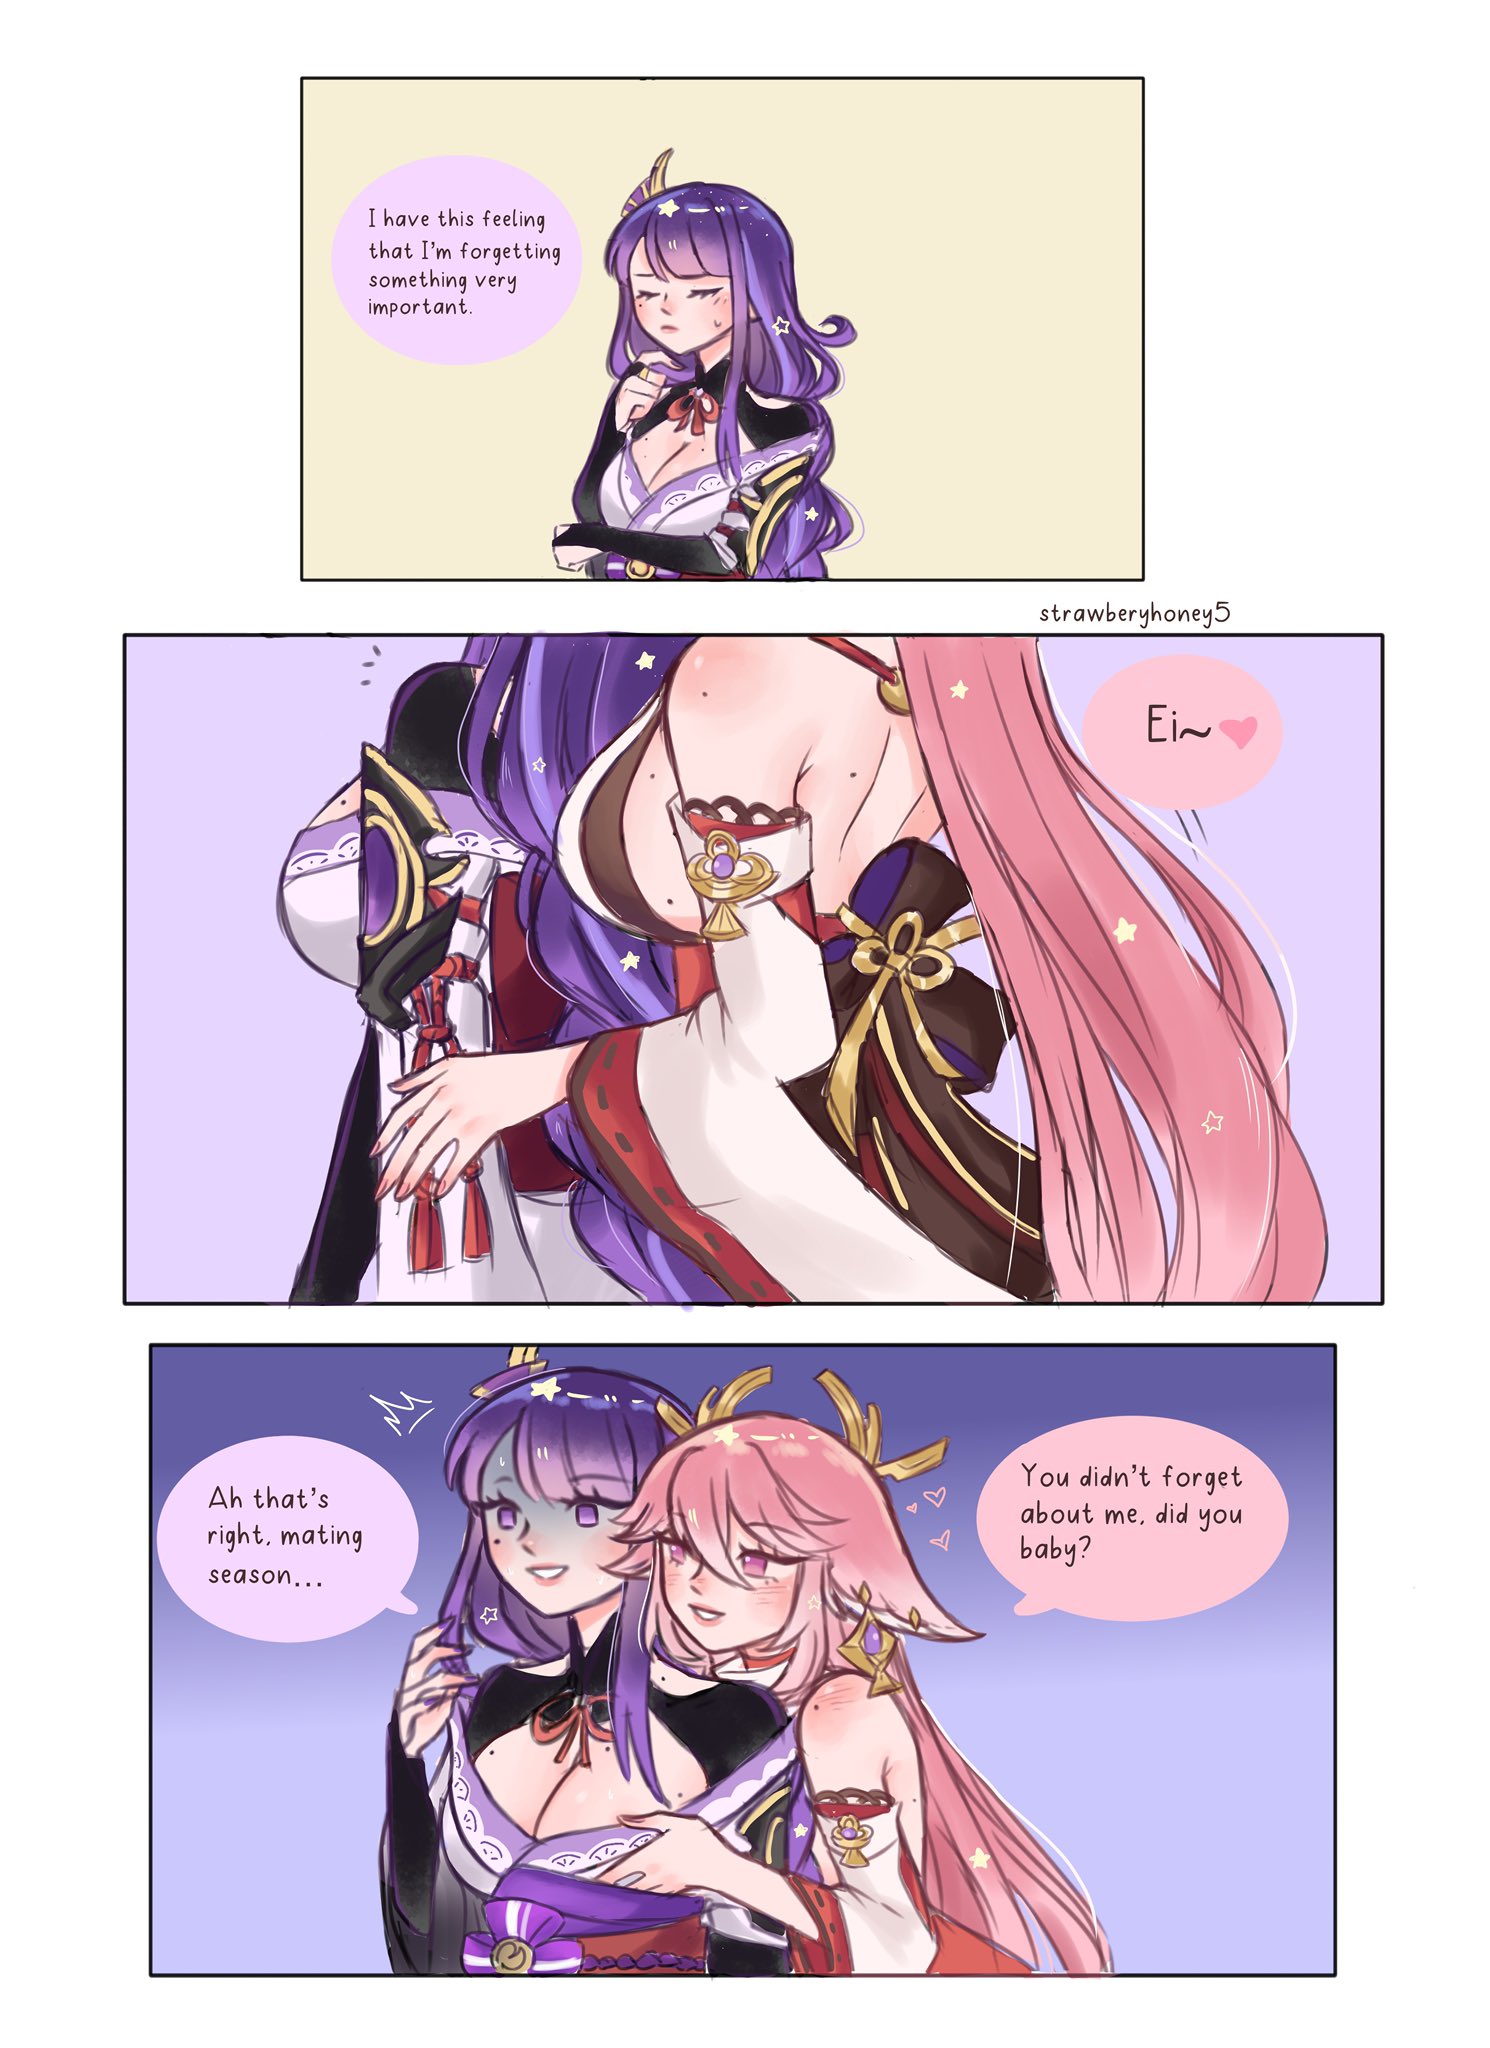 I have this feeling
that I'm forgetting
something very
important.
strawberyhoney5
Ei~
Ah that's
right, mating
season...
You didn't forget
about me, did you
baby?